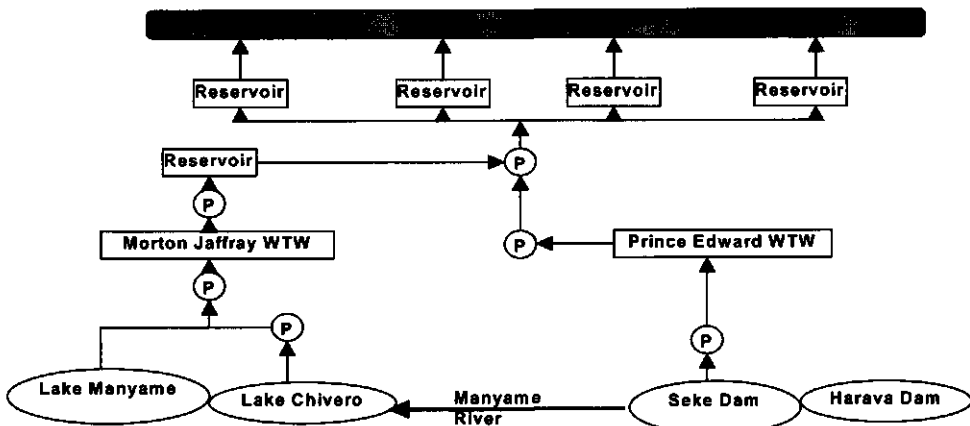 Reservoir
Reservoir
Reservoir
Reservoir
Reservoir
P
P
Morton Jaffray WTW
P
Prince Edward WTW
P
P
P
Lake Manyame
Lake Chivero
Manyame
River
Seke Dam
Harava Dam